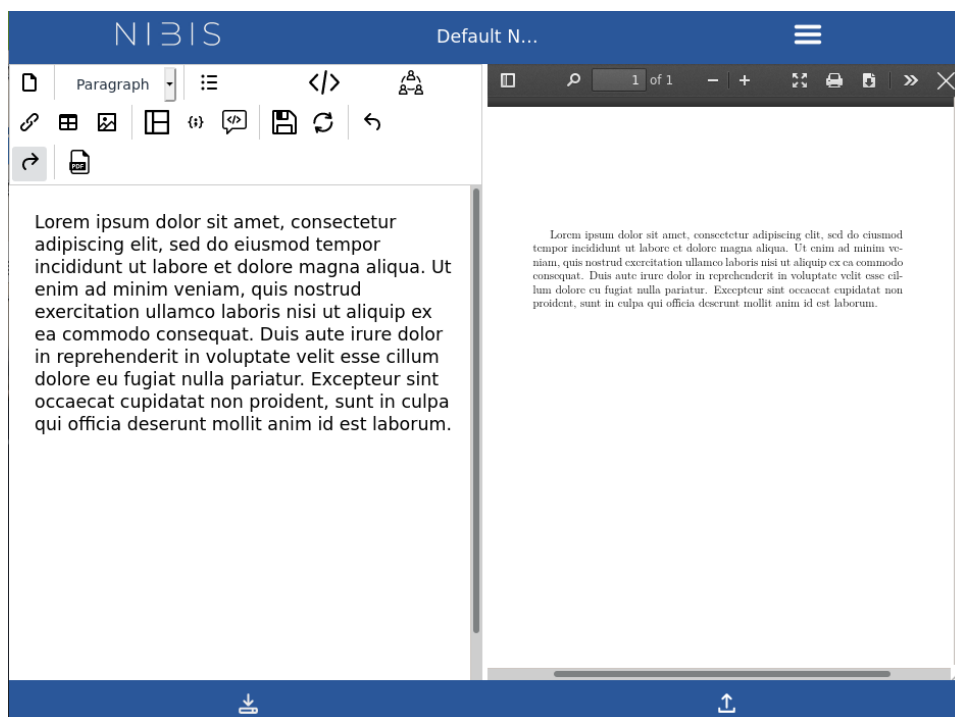 NIBIS
Default N...
Paragraph
1 of 1
PDF
Lorem ipsum dolor sit amet, consectetur
adipiscing elit, sed do eiusmod tempor
incididunt ut labore et dolore magna aliqua. Ut
enim ad minim veniam, quis nostrud
exercitation ullamco laboris nisi ut aliquip ex
ea commodo consequat. Duis aute irure dolor
in reprehenderit in voluptate velit esse cillum
dolore eu fugiat nulla pariatur. Excepteur sint
occaecat cupidatat non proident, sunt in culpa
qui officia deserunt mollit anim id est laborum.
Lorem ipsum dolor sit amet, consectetur adipiscing elit, sed do eiusmod
tempor incididunt ut labore et dolore magna aliqua. Ut enim ad minim ve-
niam, quis nostrud exercitation ullamco laboris nisi ut aliquip ex ea commodo
consequat. Duis aute irure dolor in reprehenderit in voluptate velit esse cil-
lum dolore eu fugiat nulla pariatur. Excepteur sint occaecat cupidatat non
proident, sunt in culpa qui officia deserunt mollit anim id est laborum.